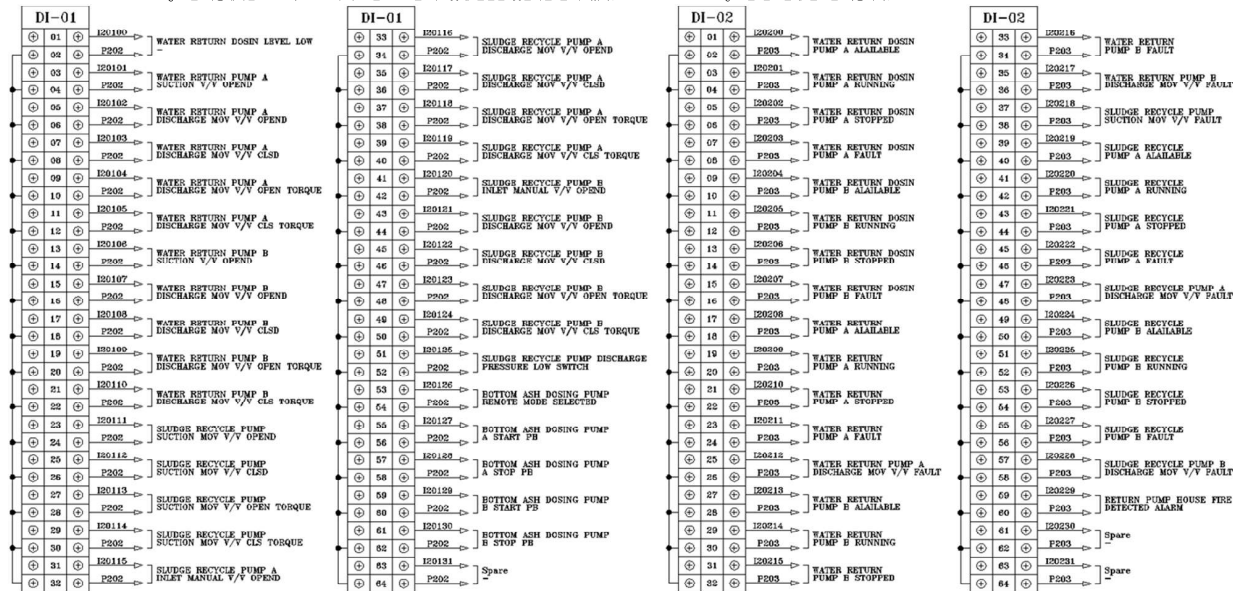 DI-01
01 I20100 WATER RETURN DOSIN LEVEL LOW
02 P202 -
03 I20101 WATER RETURN PUMP A
04 P202 SUCTION V/V OPEND
05 I20102 WATER RETURN PUMP A
06 P202 DISCHARGE MOV V/V OPEND
07 I20103 WATER RETURN PUMP A
08 P202 DISCHARGE MOV V/V CLSD
09 I20104 WATER RETURN PUMP A
10 P202 DISCHARGE MOV V/V OPEN TORQUE
11 I20105 WATER RETURN PUMP A
12 P202 DISCHARGE MOV V/V CLS TORQUE
13 I20106 WATER RETURN PUMP B
14 P202 SUCTION V/V OPEND
15 I20107 WATER RETURN PUMP B
16 P202 DISCHARGE MOV V/V OPEND
17 I20108 WATER RETURN PUMP B
18 P202 DISCHARGE MOV V/V CLSD
19 I20109 WATER RETURN PUMP B
20 P202 DISCHARGE MOV V/V OPEN TORQUE
21 I20110 WATER RETURN PUMP B
22 P202 DISCHARGE MOV V/V CLS TORQUE
23 I20111 SLUDGE RECYCLE PUMP
24 P202 SUCTION MOV V/V OPEND
25 I20112 SLUDGE RECYCLE PUMP
26 P202 SUCTION MOV V/V CLSD
27 I20113 SLUDGE RECYCLE PUMP
28 P202 SUCTION MOV V/V OPEN TORQUE
29 I20114 SLUDGE RECYCLE PUMP
30 P202 SUCTION MOV V/V CLS TORQUE
31 I20115 SLUDGE RECYCLE PUMP A
32 P202 INLET MANUAL V/V OPEND
DI-01
33 I20116 SLUDGE RECYCLE PUMP A
34 P202 DISCHARGE MOV V/V OPEND
35 I20117 SLUDGE RECYCLE PUMP A
36 P202 DISCHARGE MOV V/V CLSD
37 I20118 SLUDGE RECYCLE PUMP A
38 P202 DISCHARGE MOV V/V OPEN TORQUE
39 I20119 SLUDGE RECYCLE PUMP A
40 P202 DISCHARGE MOV V/V CLS TORQUE
41 I20120 SLUDGE RECYCLE PUMP B
42 P202 INLET MANUAL V/V OPEND
43 I20121 SLUDGE RECYCLE PUMP B
44 P202 DISCHARGE MOV V/V OPEND
45 I20122 SLUDGE RECYCLE PUMP B
46 P202 DISCHARGE MOV V/V CLSD
47 I20123 SLUDGE RECYCLE PUMP B
48 P202 DISCHARGE MOV V/V OPEN TORQUE
49 I20124 SLUDGE RECYCLE PUMP B
50 P202 DISCHARGE MOV V/V CLS TORQUE
51 I20125 SLUDGE RECYCLE PUMP DISCHARGE
52 P202 PRESSURE LOW SWITCH
53 I20126 BOTTOM ASH DOSING PUMP
54 P202 REMOTE MODE SELECTED
55 I20127 BOTTOM ASH DOSING PUMP
56 P202 A START PB
57 I20128 BOTTOM ASH DOSING PUMP
58 P202 A STOP PB
59 I20129 BOTTOM ASH DOSING PUMP
60 P202 B START PB
61 I20130 BOTTOM ASH DOSING PUMP
62 P202 B STOP PB
63 I20131 Spare
64 P202 -
DI-02
01 I20200 WATER RETURN DOSIN
02 P203 PUMP A ALAILABLE
03 I20201 WATER RETURN DOSIN
04 P203 PUMP A RUNNING
05 I20202 WATER RETURN DOSIN
06 P203 PUMP A STOPPED
07 I20203 WATER RETURN DOSIN
08 P203 PUMP A FAULT
09 I20204 WATER RETURN DOSIN
10 P203 PUMP B ALAILABLE
11 I20205 WATER RETURN DOSIN
12 P203 PUMP B RUNNING
13 I20206 WATER RETURN DOSIN
14 P203 PUMP B STOPPED
15 I20207 WATER RETURN DOSIN
16 P203 PUMP B FAULT
17 I20208 WATER RETURN
18 P203 PUMP A ALAILABLE
19 I20209 WATER RETURN
20 P203 PUMP A RUNNING
21 I20210 WATER RETURN
22 P203 PUMP A STOPPED
23 I20211 WATER RETURN
24 P203 PUMP A FAULT
25 I20212 WATER RETURN PUMP A
26 P203 DISCHARGE MOV V/V FAULT
27 I20213 WATER RETURN
28 P203 PUMP B ALAILABLE
29 I20214 WATER RETURN
30 P203 PUMP B RUNNING
31 I20215 WATER RETURN
32 P203 PUMP B STOPPED
DI-02
33 I20216 WATER RETURN
34 P203 PUMP B FAULT
35 I20217 WATER RETURN PUMP B
36 P203 DISCHARGE MOV V/V FAULT
37 I20218 SLUDGE RECYCLE PUMP
38 P203 SUCTION MOV V/V FAULT
39 I20219 SLUDGE RECYCLE
40 P203 PUMP A ALAILABLE
41 I20220 SLUDGE RECYCLE
42 P203 PUMP A RUNNING
43 I20221 SLUDGE RECYCLE
44 P203 PUMP A STOPPED
45 I20222 SLUDGE RECYCLE
46 P203 PUMP A FAULT
47 I20223 SLUDGE RECYCLE PUMP A
48 P203 DISCHARGE MOV V/V FAULT
49 I20224 SLUDGE RECYCLE
50 P203 PUMP B ALAILABLE
51 I20225 SLUDGE RECYCLE
52 P203 PUMP B RUNNING
53 I20226 SLUDGE RECYCLE
54 P203 PUMP B STOPPED
55 I20227 SLUDGE RECYCLE
56 P203 PUMP B FAULT
57 I20228 SLUDGE RECYCLE PUMP B
58 P203 DISCHARGE MOV V/V FAULT
59 I20229 RETURN PUMP HOUSE FIRE
60 P203 DETECTED ALARM
61 I20230 Spare
62 P203 -
63 I20231 Spare
64 P203 -